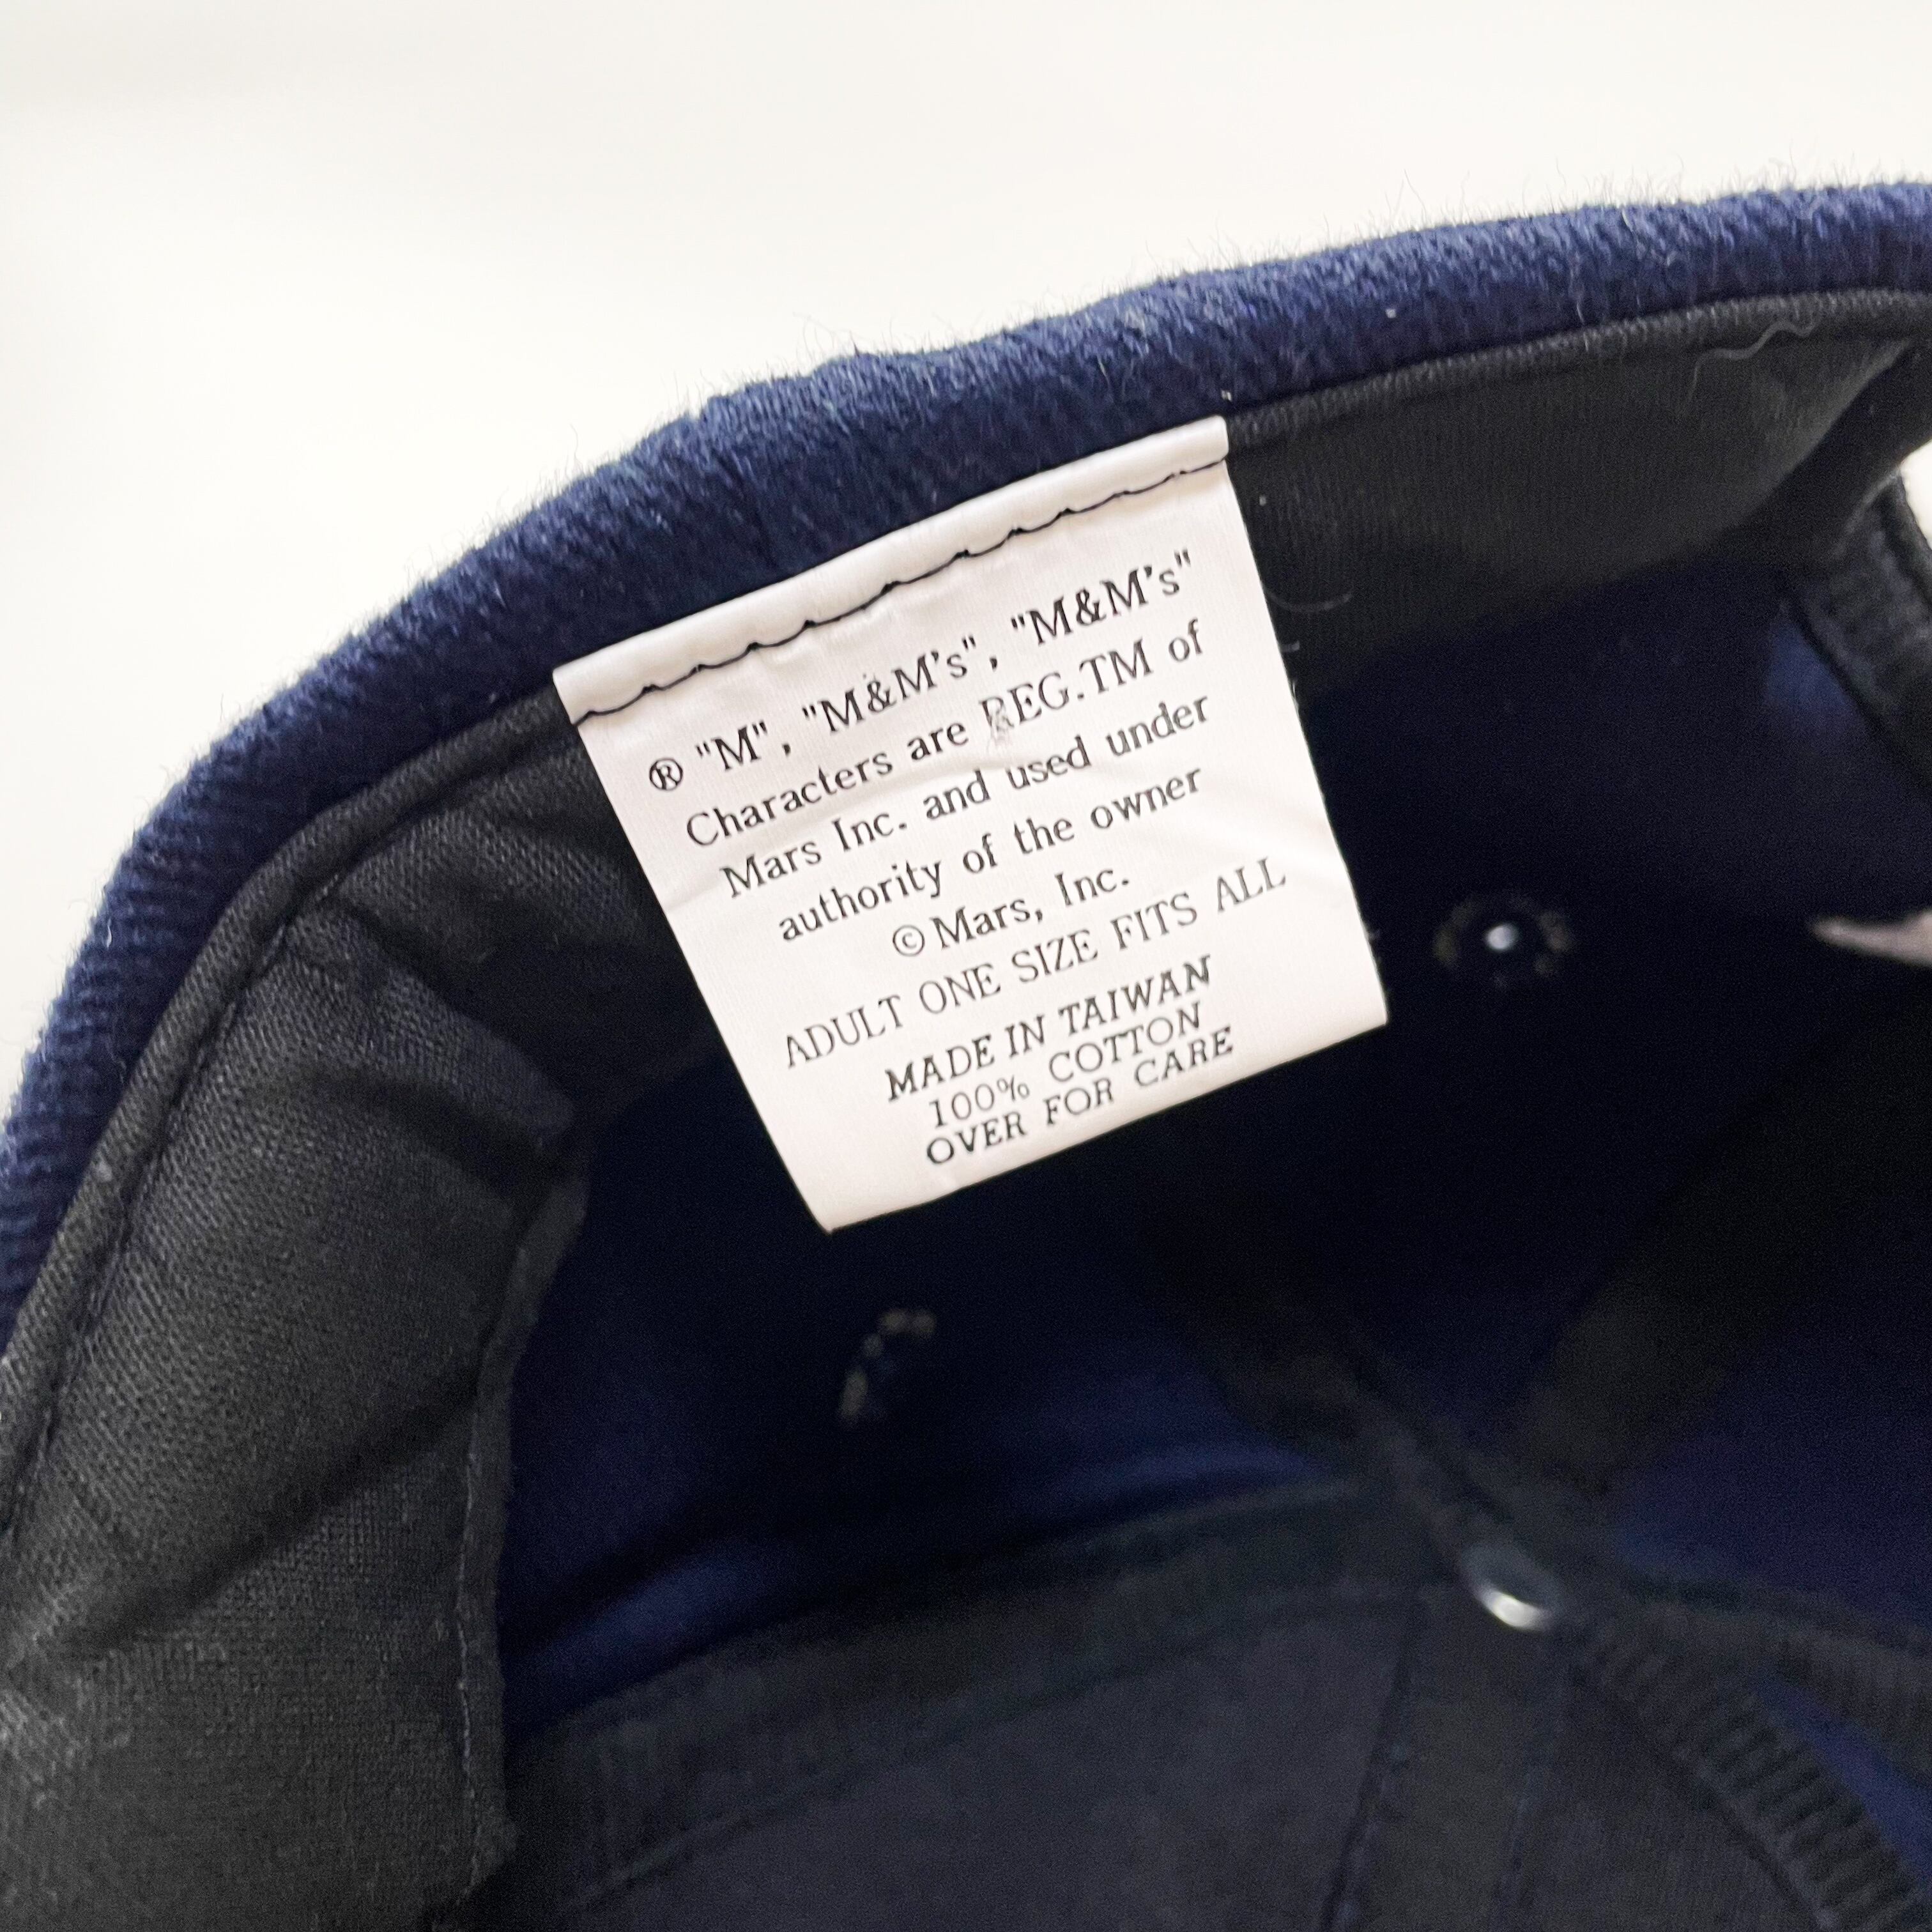 ® "M", "M&M's", "M&M's"
Characters are REG.TM of
Mars Inc. and used under
authority of the owner
© Mars, Inc.
ADULT ONE SIZE FITS ALL
MADE IN TAIWAN
100% COTTON
OVER FOR CARE